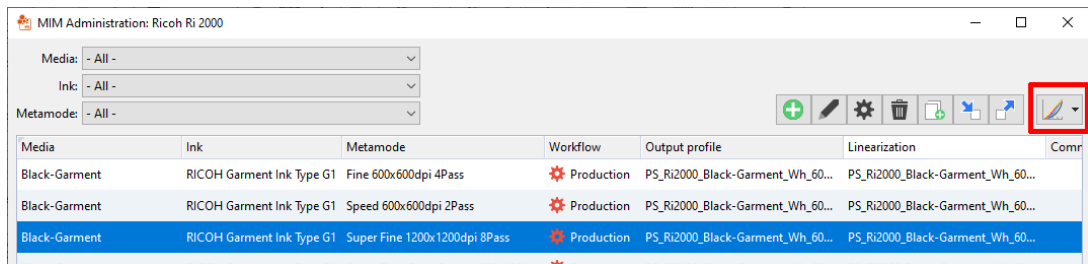 MIM Administration: Ricoh Ri 2000
Media: - All -
Ink: - All -
Metamode: - All -
Media Ink Metamode Workflow Output profile Linearization Comr
Black-Garment RICOH Garment Ink Type G1 Fine 600x600dpi 4Pass Production PS_Ri2000_Black-Garment_Wh_60... PS_Ri2000_Black-Garment_Wh_60...
Black-Garment RICOH Garment Ink Type G1 Speed 600x600dpi 2Pass Production PS_Ri2000_Black-Garment_Wh_60... PS_Ri2000_Black-Garment_Wh_60...
Black-Garment RICOH Garment Ink Type G1 Super Fine 1200x1200dpi 8Pass Production PS_Ri2000_Black-Garment_Wh_60... PS_Ri2000_Black-Garment_Wh_60...